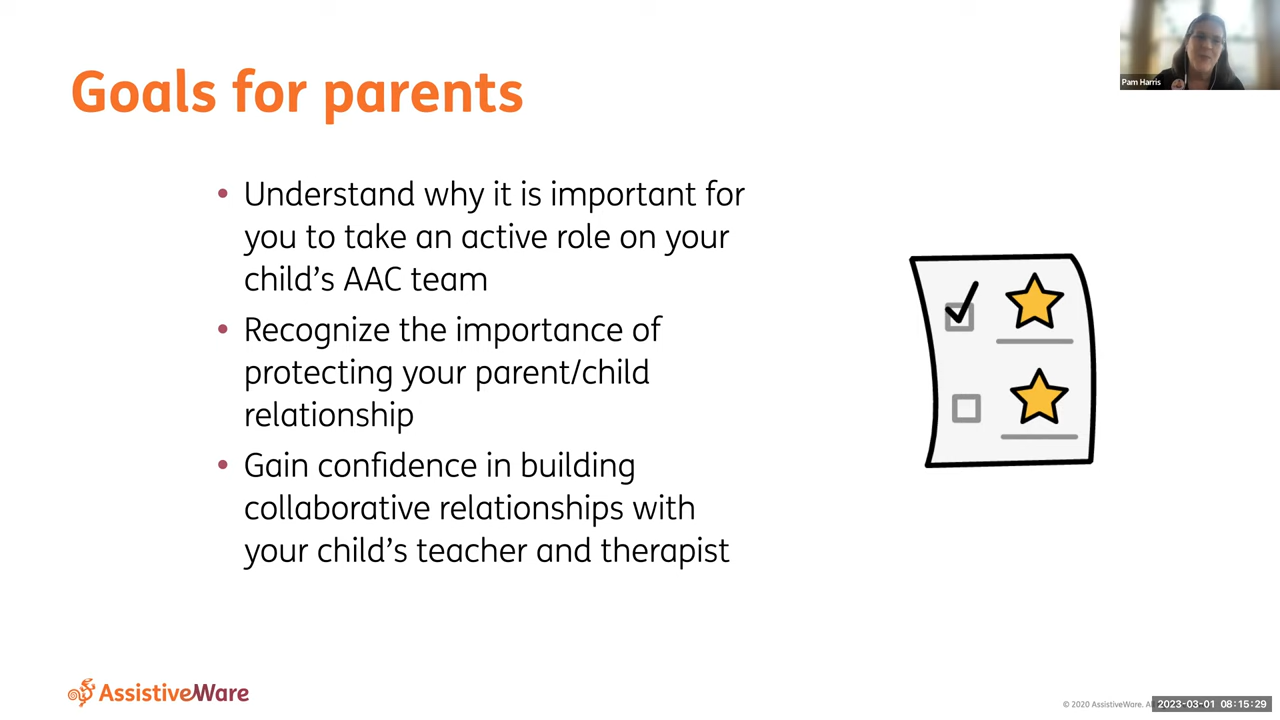 Goals for parents
Pam Harris
• Understand why it is important for
you to take an active role on your
child’s AAC team
• Recognize the importance of
protecting your parent/child
relationship
• Gain confidence in building
collaborative relationships with
your child’s teacher and therapist
AssistiveWare
© 2020 AssistiveWare.
2023-03-01 08:15:29